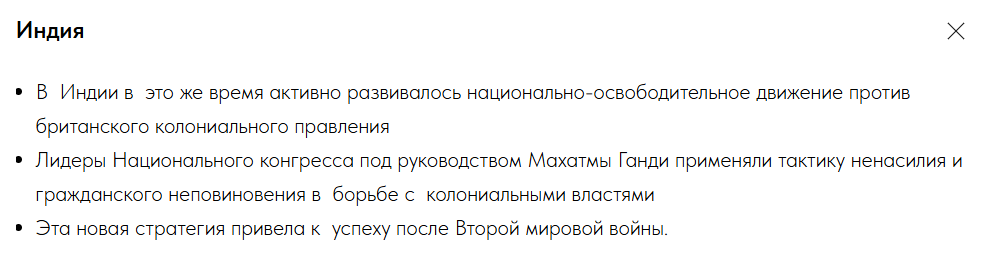 Индия
• В Индии в это же время активно развивалось национально-освободительное движение против
британского колониального правления
• Лидеры Национального конгресса под руководством Махатмы Ганди применяли тактику ненасилия и
гражданского неповиновения в борьбе с колониальными властями
• Эта новая стратегия привела к успеху после Второй мировой войны.